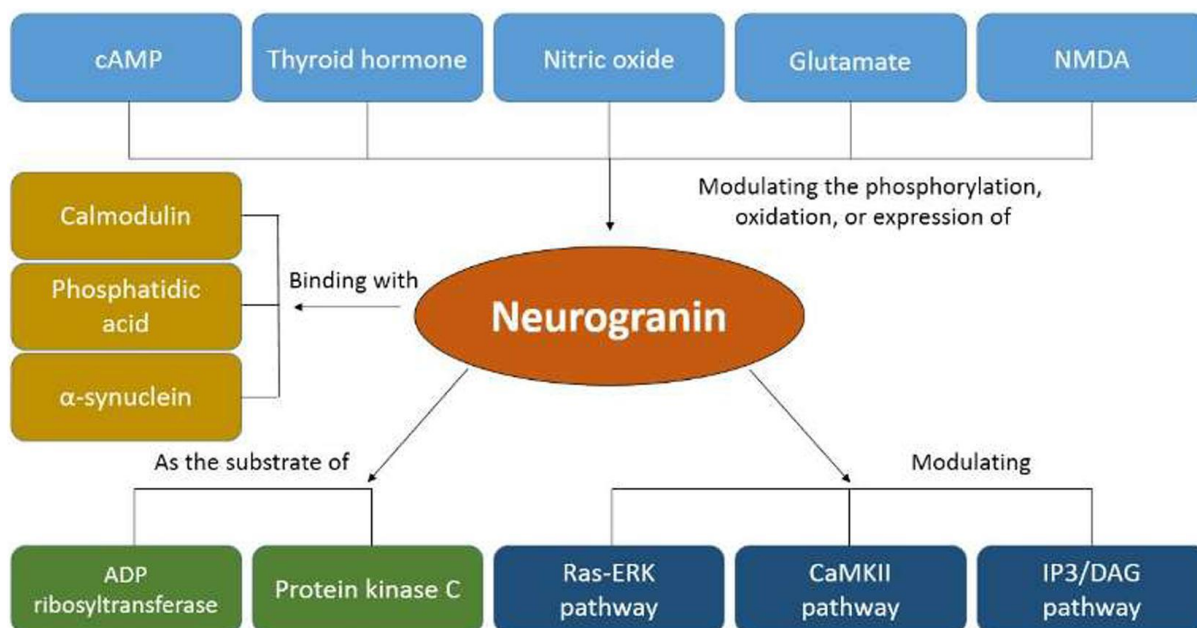 cAMP
Thyroid hormone
Nitric oxide
Glutamate
NMDA
Modulating the phosphorylation,
oxidation, or expression of
Calmodulin
Phosphatidic
acid
α-synuclein
Binding with
Neurogranin
As the substrate of
Modulating
ADP
ribosyltransferase
Protein kinase C
Ras-ERK
pathway
CaMKII
pathway
IP3/DAG
pathway